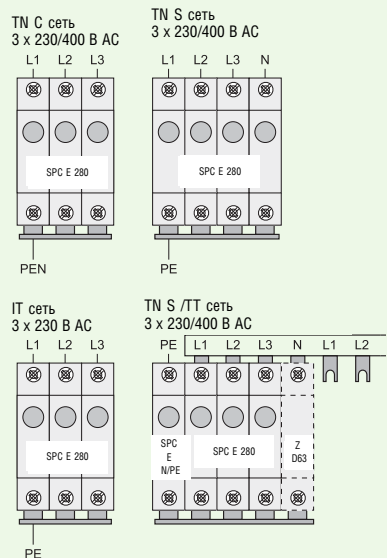 TN C сеть
3 x 230/400 В АС
L1 L2 L3
SPC E 280
PEN
TN S сеть
3 x 230/400 В АС
L1 L2 L3 N
SPC E 280
PE
IT сеть
3 x 230 В АС
L1 L2 L3
SPC E 280
PE
TN S /TT сеть
3 x 230/400 В АС
PE L1 L2 L3 N L1 L2
SPC
E
N/PE
SPC E 280
Z
D63